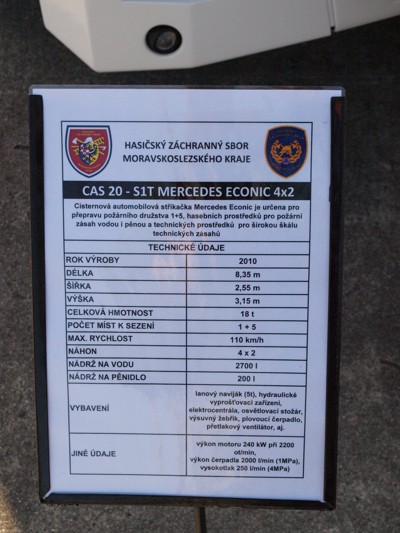 HASIČSKÝ ZÁCHRANNÝ SBOR
MORAVSKOSLEZSKÉHO KRAJE
CAS 20 - S1T MERCEDES ECONIC 4x2
Cisternová automobilová stříkačka Mercedes Econic je určena pro
přepravu požárního družstva 1+5, hasebních prostředků pro požární
zásah vodou i pěnou a technických prostředků pro širokou škálu
technických zásahů
TECHNICKÉ ÚDAJE
ROK VÝROBY 2010
DÉLKA 8,35 m
ŠÍŘKA 2,55 m
VÝŠKA 3,15 m
CELKOVÁ HMOTNOST 18 t
POČET MÍST K SEZENÍ 1 + 5
MAX. RYCHLOST 110 km/h
NÁHON 4 x 2
NÁDRŽ NA VODU 2700 l
NÁDRŽ NA PĚNIDLO 200 l
VYBAVENÍ
lanový naviják (5t), hydraulické
vyprošťovací zařízení,
elektrocentrála, osvětlovací stožár,
výsuvný žebřík, plovoucí čerpadlo,
přetlakový ventilátor, aj.
JINÉ ÚDAJE
výkon motoru 240 kW při 2200
ot/min,
výkon čerpadla 2000 l/min (1MPa),
vysokotlak 250 l/min (4MPa)